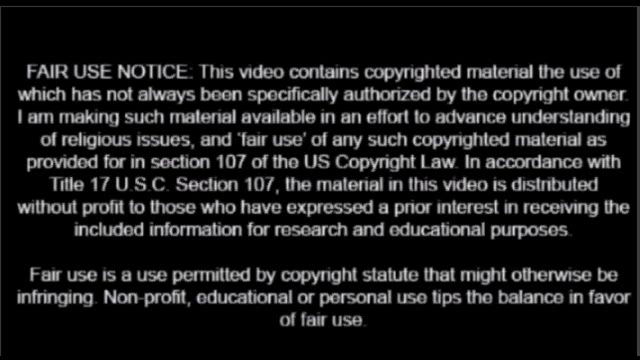 FAIR USE NOTICE: This video contains copyrighted material the use of
which has not always been specifically authorized by the copyright owner.
I am making such material available in an effort to advance understanding
of religious issues, and 'fair use' of any such copyrighted material as
provided for in section 107 of the US Copyright Law. In accordance with
Title 17 U.S.C. Section 107, the material in this video is distributed
without profit to those who have expressed a prior interest in receiving the
included information for research and educational purposes.
Fair use is a use permitted by copyright statute that might otherwise be
infringing. Non-profit, educational or personal use tips the balance in favor
of fair use.